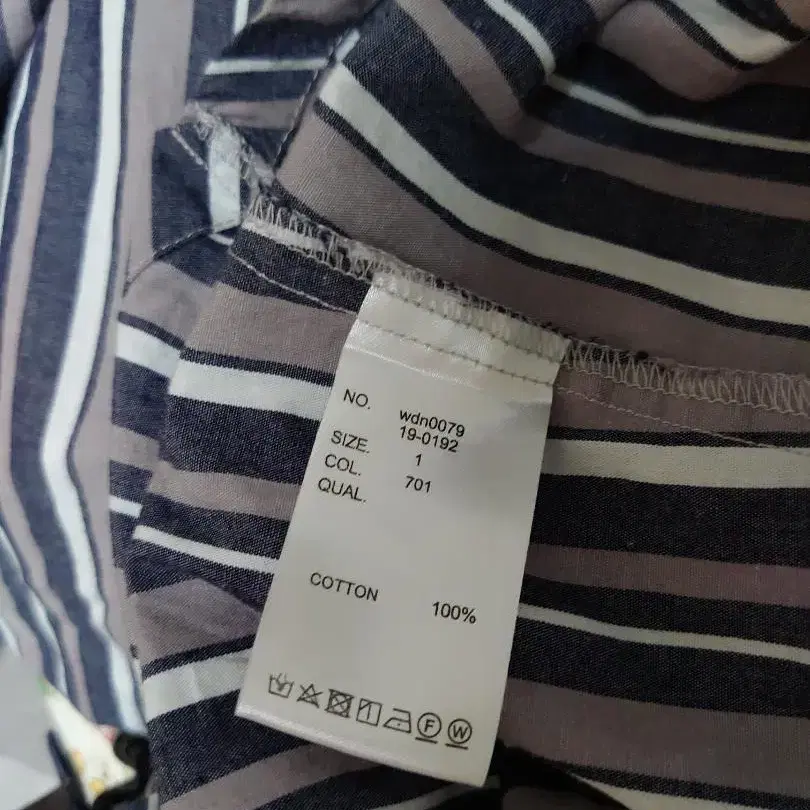 NO. wdn0079
19-0192
SIZE. 1
COL. 701
QUAL.
COTTON 100%
F W